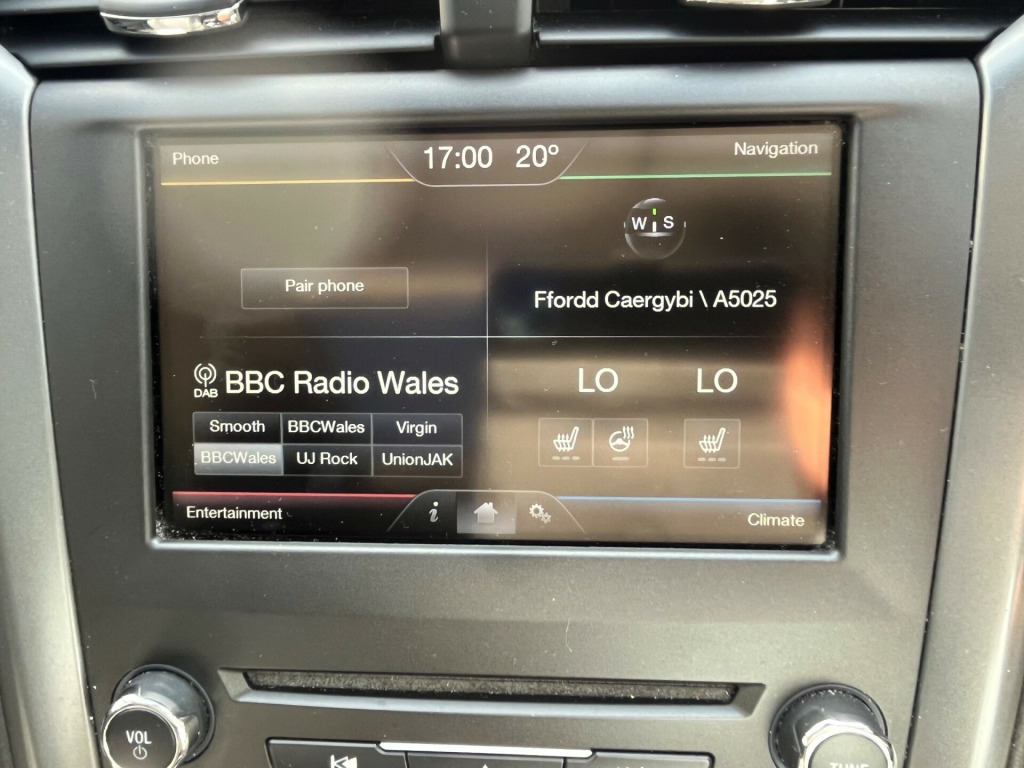 Phone
17:00 20°
Navigation
W S
Pair phone
Ffordd Caergybi \ A5025
DAB
BBC Radio Wales
LO LO
Smooth BBCWales Virgin
BBCWales UJ Rock UnionJAK
Entertainment
i
Climate
VOL
TUNE